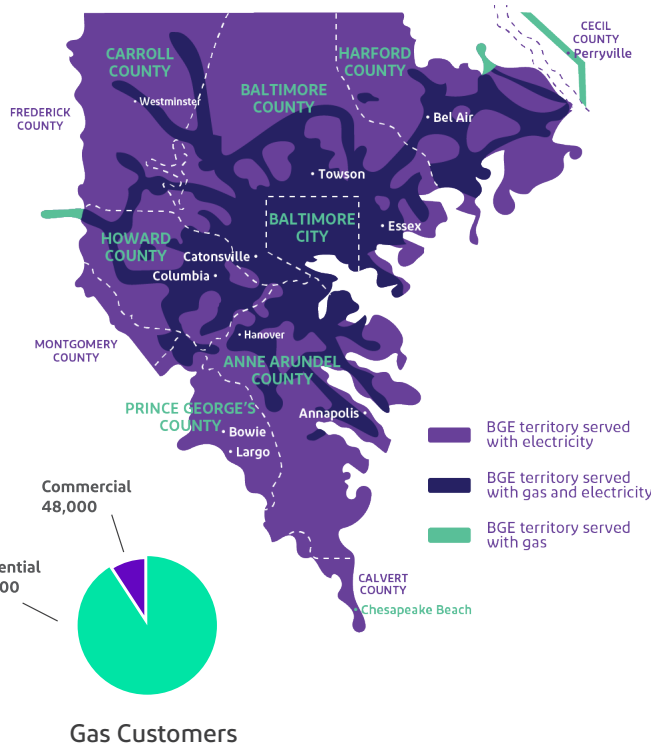 CECIL
COUNTY
Perryville
CARROLL
COUNTY
HARFORD
COUNTY
BALTIMORE
COUNTY
Westminster
FREDERICK
COUNTY
Bel Air
Towson
BALTIMORE
CITY
Essex
HOWARD
COUNTY
Catonsville
Columbia
Hanover
MONTGOMERY
COUNTY
ANNE ARUNDEL
COUNTY
PRINCE GEORGE'S
COUNTY
Annapolis
Bowie
Largo
BGE territory served
with electricity
BGE territory served
with gas and electricity
BGE territory served
with gas
Commercial
48,000
ential
00
CALVERT
COUNTY
Chesapeake Beach
Gas Customers